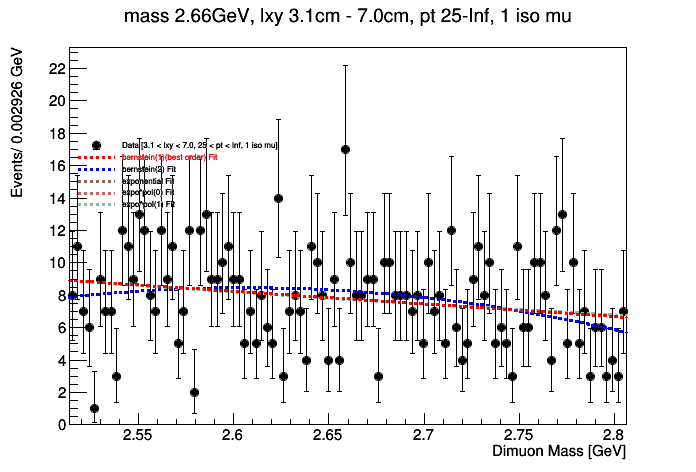 mass 2.66GeV, lxy 3.1cm - 7.0cm, pt 25-Inf, 1 iso mu
Events/ 0.002926 GeV
22
20
18
16
14
12
10
8
6
4
2
0
Data [3.1 < lxy < 7.0, 25 < pt < Inf, 1 iso mu]
bernstein(1)(best order) Fit
bernstein(2) Fit
exponential Fit
expo*pol(0) Fit
expo*pol(1) Fit
2.55 2.6 2.65 2.7 2.75 2.8
Dimuon Mass [GeV]